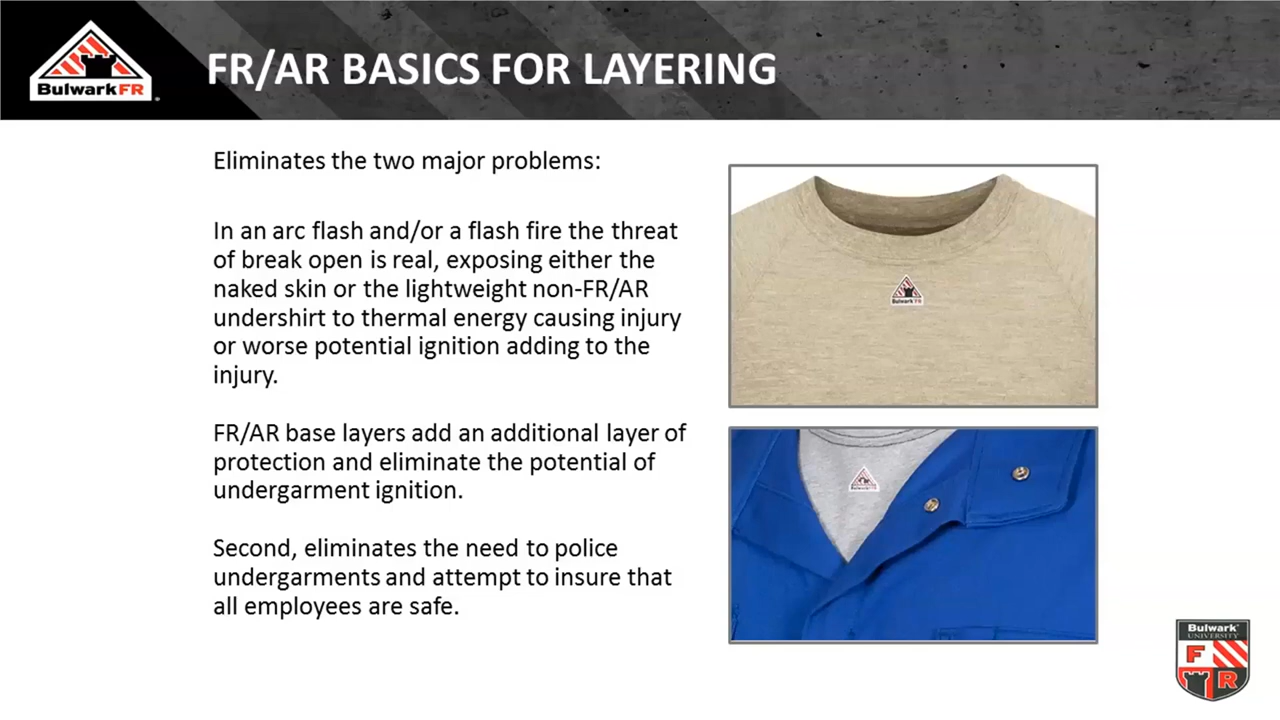 BulwarkFR
FR/AR BASICS FOR LAYERING
Eliminates the two major problems:
In an arc flash and/or a flash fire the threat
of break open is real, exposing either the
naked skin or the lightweight non-FR/AR
undershirt to thermal energy causing injury
or worse potential ignition adding to the
injury.
FR/AR base layers add an additional layer of
protection and eliminate the potential of
undergarment ignition.
Second, eliminates the need to police
undergarments and attempt to insure that
all employees are safe.
BulwarkFR
BulwarkFR
Bulwark®
UNIVERSITY
F
R